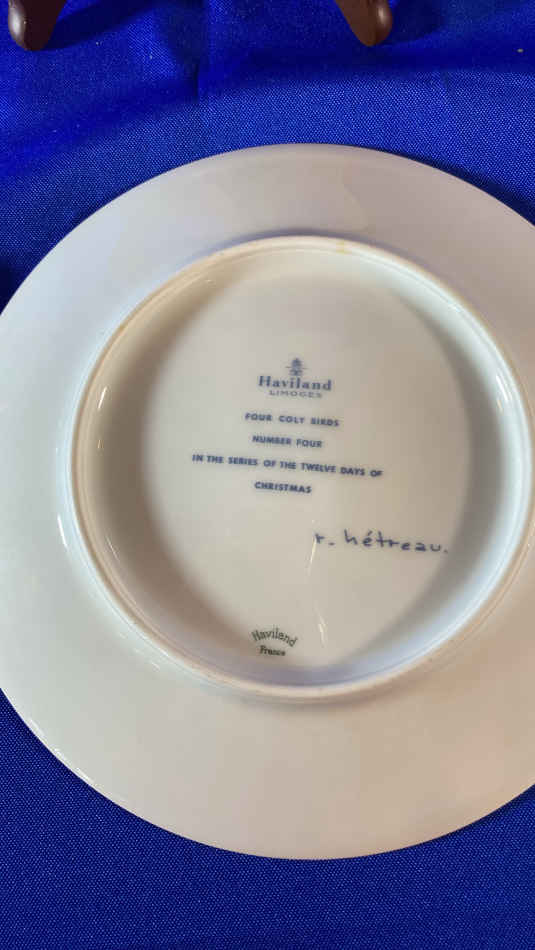 Haviland
LIMOGES
FOUR COLY BIRDS
NUMBER FOUR
IN THE SERIES OF THE TWELVE DAYS OF
CHRISTMAS
r. hétreau.
Haviland
France